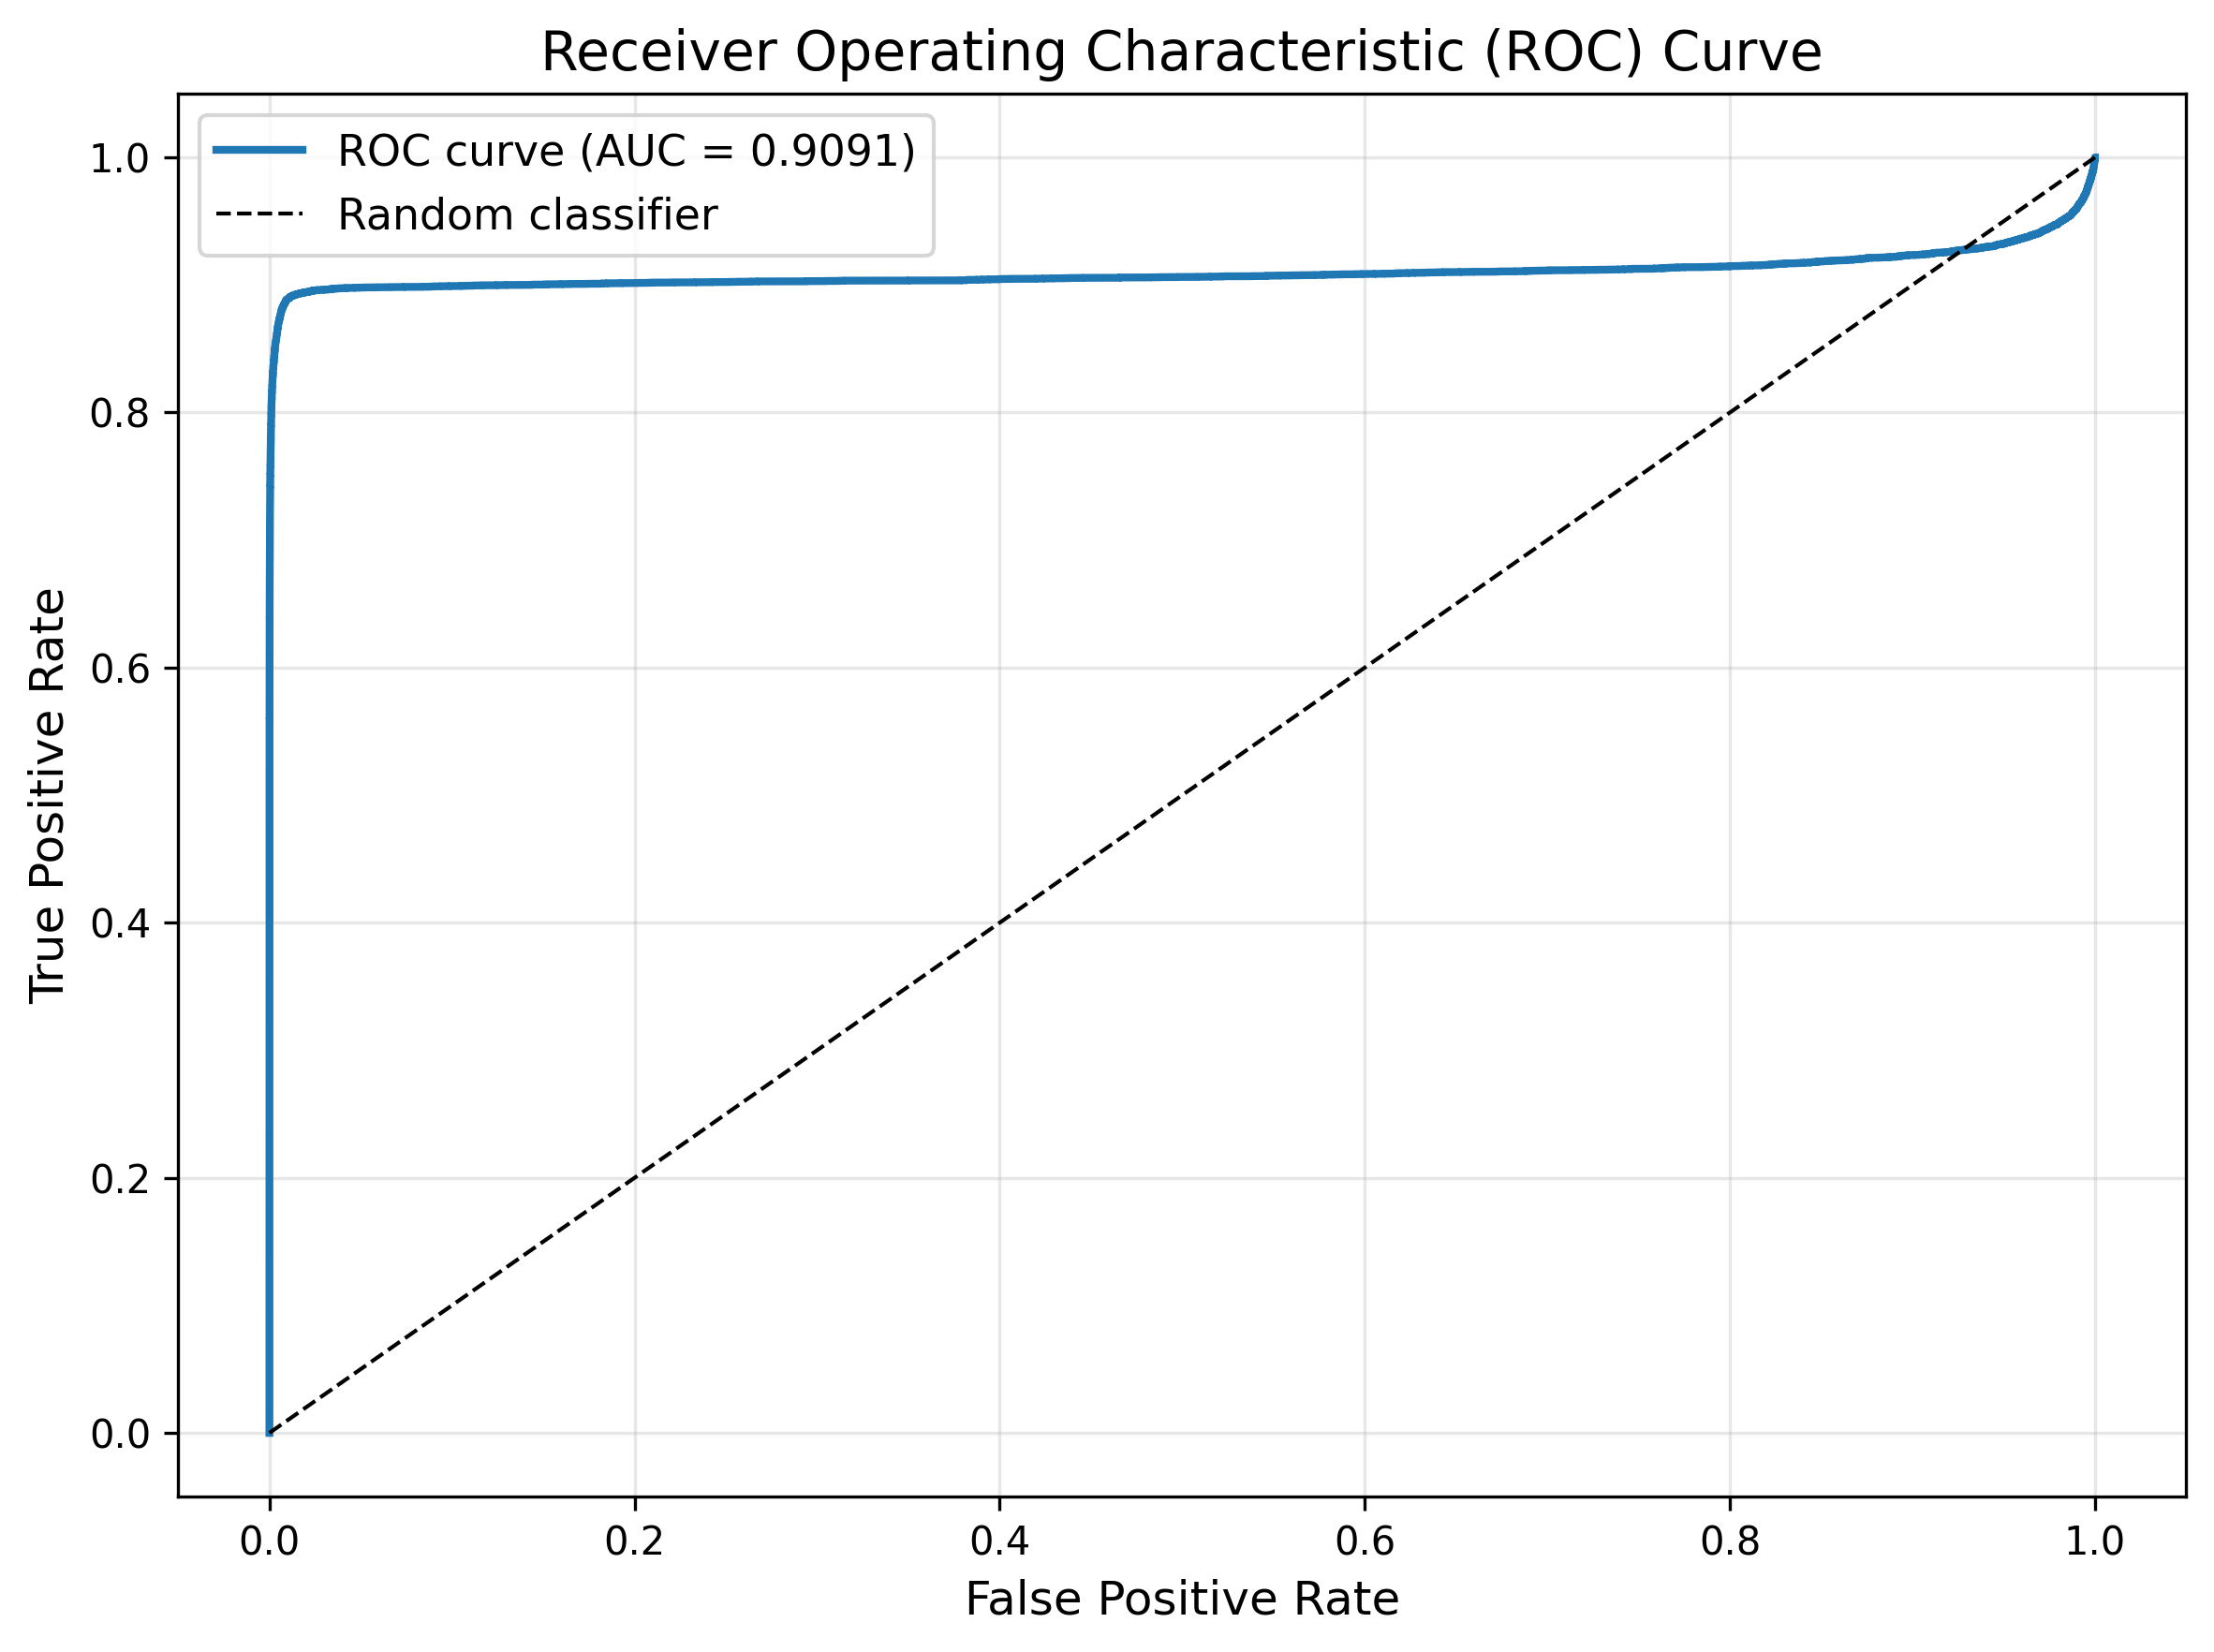 Receiver Operating Characteristic (ROC) Curve
ROC curve (AUC = 0.9091)
Random classifier
True Positive Rate
1.0
0.8
0.6
0.4
0.2
0.0
0.0 0.2 0.4 0.6 0.8 1.0
False Positive Rate